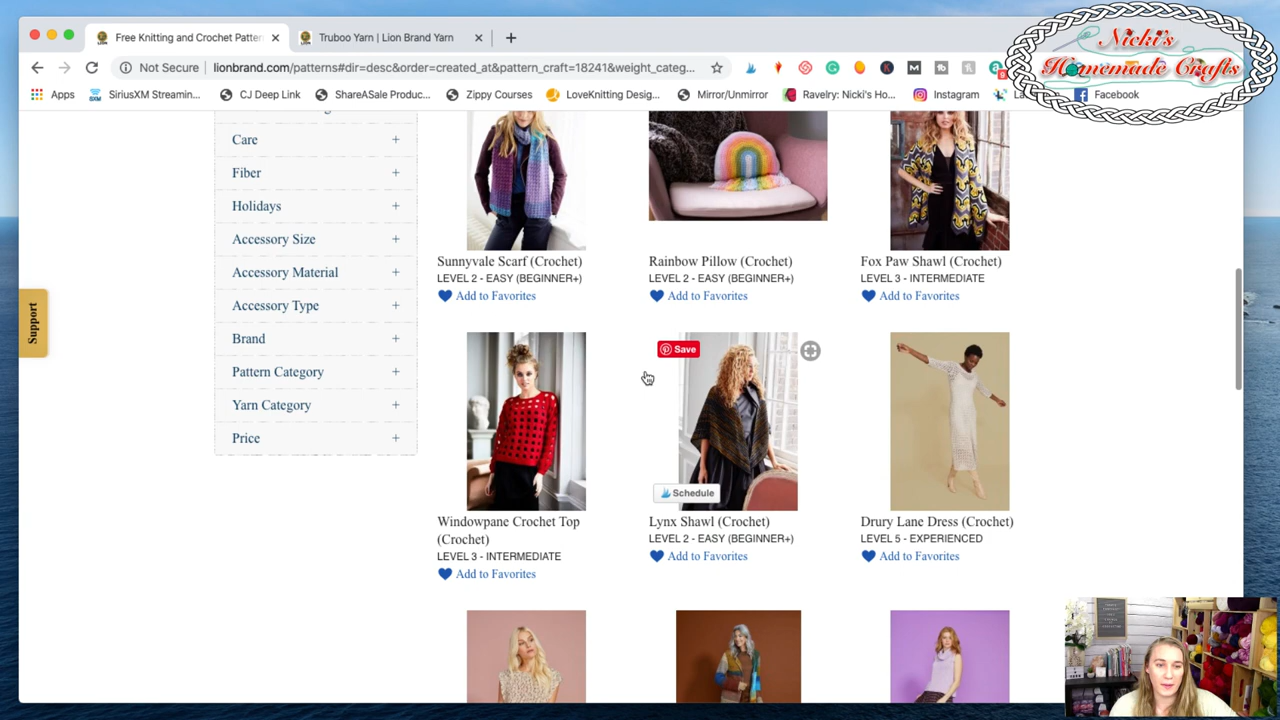 Free Knitting and Crochet Pattern
Truboo Yarn | Lion Brand Yarn
Nicki's
Homemade Crafts
Not Secure
lionbrand.com/patterns#dir=desc&order=created_at&pattern_craft=18241&weight_categ...
Apps
SiriusXM Streamin...
CJ Deep Link
ShareASale Produc...
Zippy Courses
LoveKnitting Desig...
Mirror/Unmirror
Ravelry: Nicki's Ho...
Instagram
Facebook
Care
Fiber
Holidays
Accessory Size
Accessory Material
Accessory Type
Brand
Pattern Category
Yarn Category
Price
Support
Sunnyvale Scarf (Crochet)
LEVEL 2 - EASY (BEGINNER+)
Add to Favorites
Rainbow Pillow (Crochet)
LEVEL 2 - EASY (BEGINNER+)
Add to Favorites
Fox Paw Shawl (Crochet)
LEVEL 3 - INTERMEDIATE
Add to Favorites
Save
Schedule
Windowpane Crochet Top
(Crochet)
LEVEL 3 - INTERMEDIATE
Add to Favorites
Lynx Shawl (Crochet)
LEVEL 2 - EASY (BEGINNER+)
Add to Favorites
Drury Lane Dress (Crochet)
LEVEL 5 - EXPERIENCED
Add to Favorites